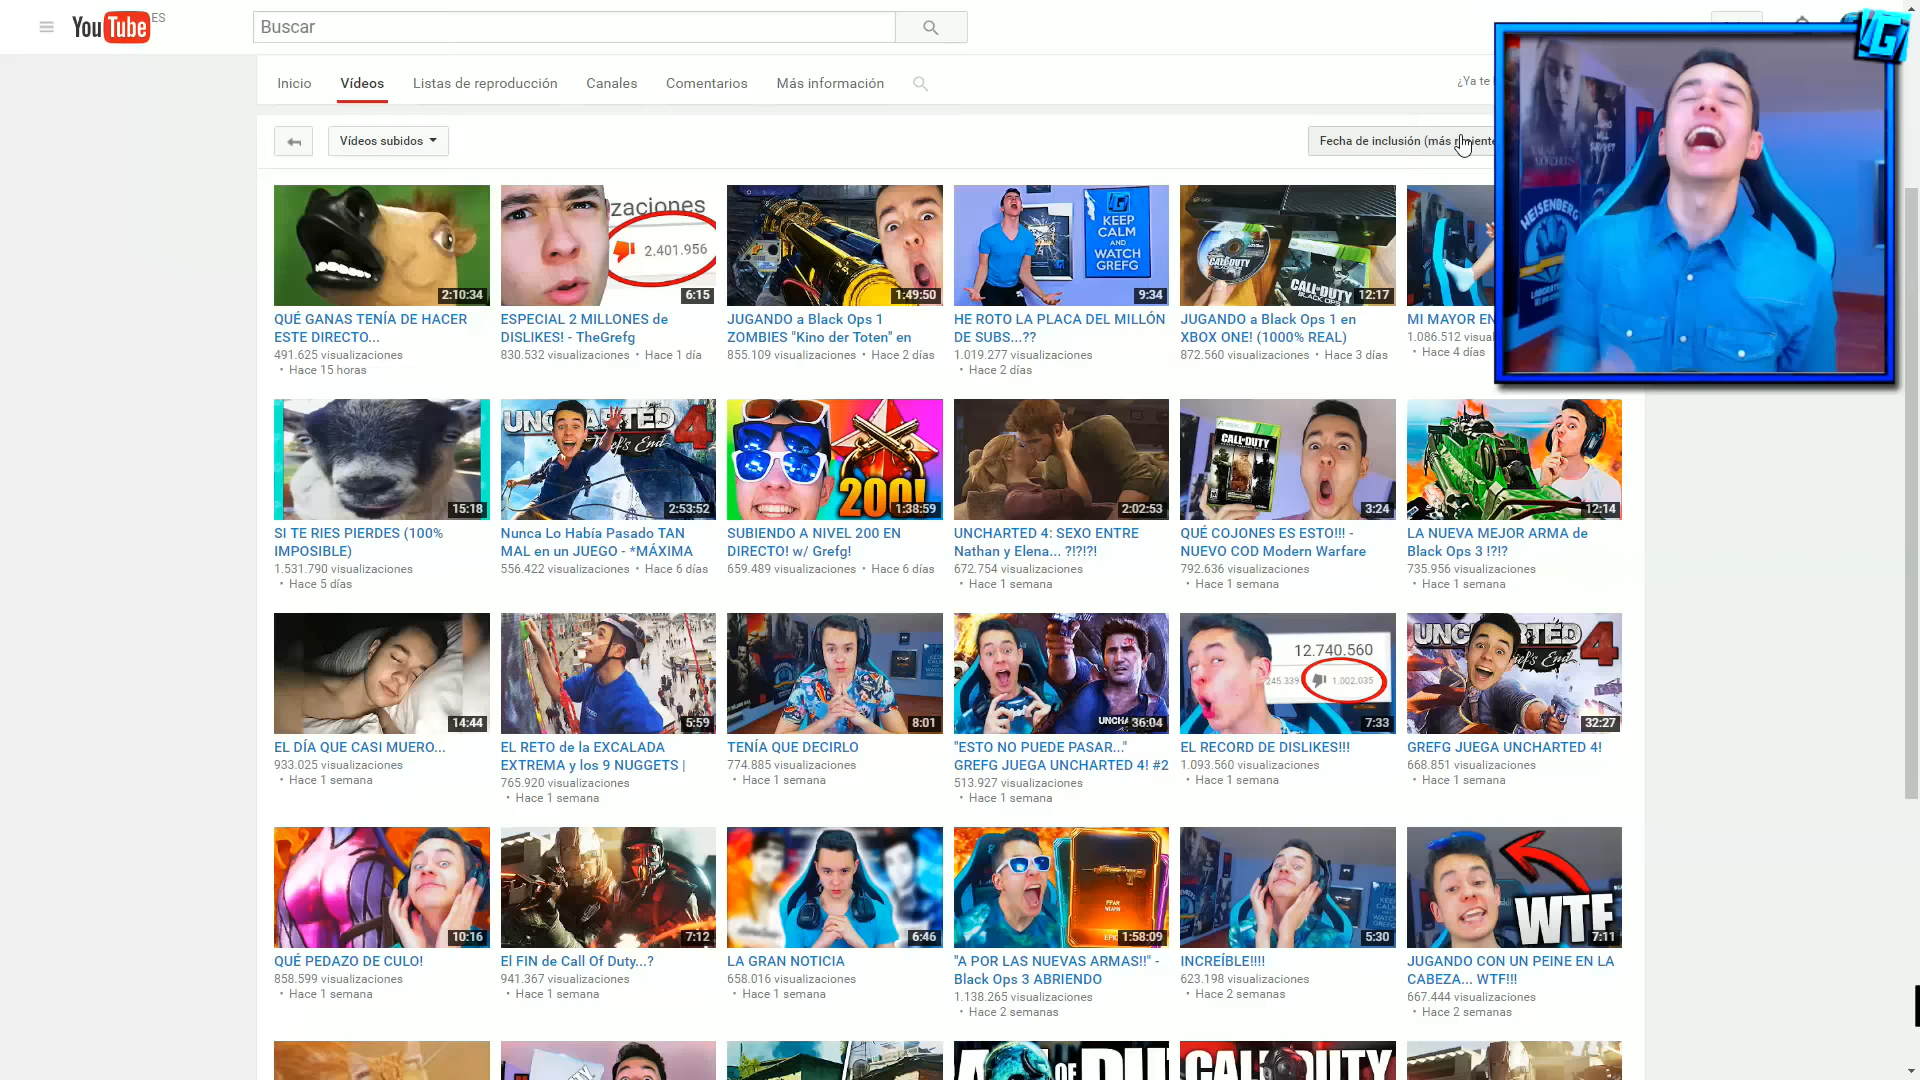 YouTube ES
Buscar
Inicio
Vídeos
Listas de reproducción
Canales
Comentarios
Más información
¿Ya te
Vídeos subidos
Fecha de inclusión (más
HEISENBERG
G
zaciones
2.401.956
KEEP
CALM
AND
WATCH
GREFG
CALL OF DUTY
BLACK OPS
2:10:34
6:15
1:49:50
9:34
12:17
QUÉ GANAS TENÍA DE HACER
ESTE DIRECTO...
491.625 visualizaciones
• Hace 15 horas
ESPECIAL 2 MILLONES de
DISLIKES! - TheGrefg
830.532 visualizaciones • Hace 1 día
JUGANDO a Black Ops 1
ZOMBIES "Kino der Toten" en
855.109 visualizaciones • Hace 2 días
HE ROTO LA PLACA DEL MILLÓN
DE SUBS...??
1.019.277 visualizaciones
• Hace 2 días
JUGANDO a Black Ops 1 en
XBOX ONE! (1000% REAL)
872.560 visualizaciones • Hace 3 días
MI MAYOR EN
1.086.512 visual
• Hace 4 días
UNCHARTED 4
200!
CALL DUTY
15:18
2:53:52
1:38:59
2:02:53
3:24
12:14
SI TE RIES PIERDES (100%
IMPOSIBLE)
1.531.790 visualizaciones
• Hace 5 días
Nunca Lo Había Pasado TAN
MAL en un JUEGO - *MÁXIMA
556.422 visualizaciones • Hace 6 días
SUBIENDO A NIVEL 200 EN
DIRECTO! w/ Grefg!
659.489 visualizaciones • Hace 6 días
UNCHARTED 4: SEXO ENTRE
Nathan y Elena... ?!?!?!
672.754 visualizaciones
• Hace 1 semana
QUÉ COJONES ES ESTO!!! -
NUEVO COD Modern Warfare
792.636 visualizaciones
• Hace 1 semana
LA NUEVA MEJOR ARMA de
Black Ops 3 !?!?
735.956 visualizaciones
• Hace 1 semana
12.740.560
245.339
1.002.035
UNCHARTED 4
14:44
5:59
8:01
36:04
7:33
32:27
EL DÍA QUE CASI MUERO...
933.025 visualizaciones
• Hace 1 semana
EL RETO de la EXCALADA
EXTREMA y los 9 NUGGETS |
765.920 visualizaciones
• Hace 1 semana
TENÍA QUE DECIRLO
774.885 visualizaciones
• Hace 1 semana
"ESTO NO PUEDE PASAR..."
GREFG JUEGA UNCHARTED 4! #2
513.927 visualizaciones
• Hace 1 semana
EL RECORD DE DISLIKES!!!
1.093.560 visualizaciones
• Hace 1 semana
GREFG JUEGA UNCHARTED 4!
668.851 visualizaciones
• Hace 1 semana
WTF
10:16
7:12
6:46
1:58:09
5:30
7:11
QUÉ PEDAZO DE CULO!
858.599 visualizaciones
• Hace 1 semana
El FIN de Call Of Duty...?
941.367 visualizaciones
• Hace 1 semana
LA GRAN NOTICIA
658.016 visualizaciones
• Hace 1 semana
"A POR LAS NUEVAS ARMAS!!" -
Black Ops 3 ABRIENDO
1.138.265 visualizaciones
• Hace 2 semanas
INCREÍBLE!!!!
623.198 visualizaciones
• Hace 2 semanas
JUGANDO CON UN PEINE EN LA
CABEZA... WTF!!!
667.444 visualizaciones
• Hace 2 semanas